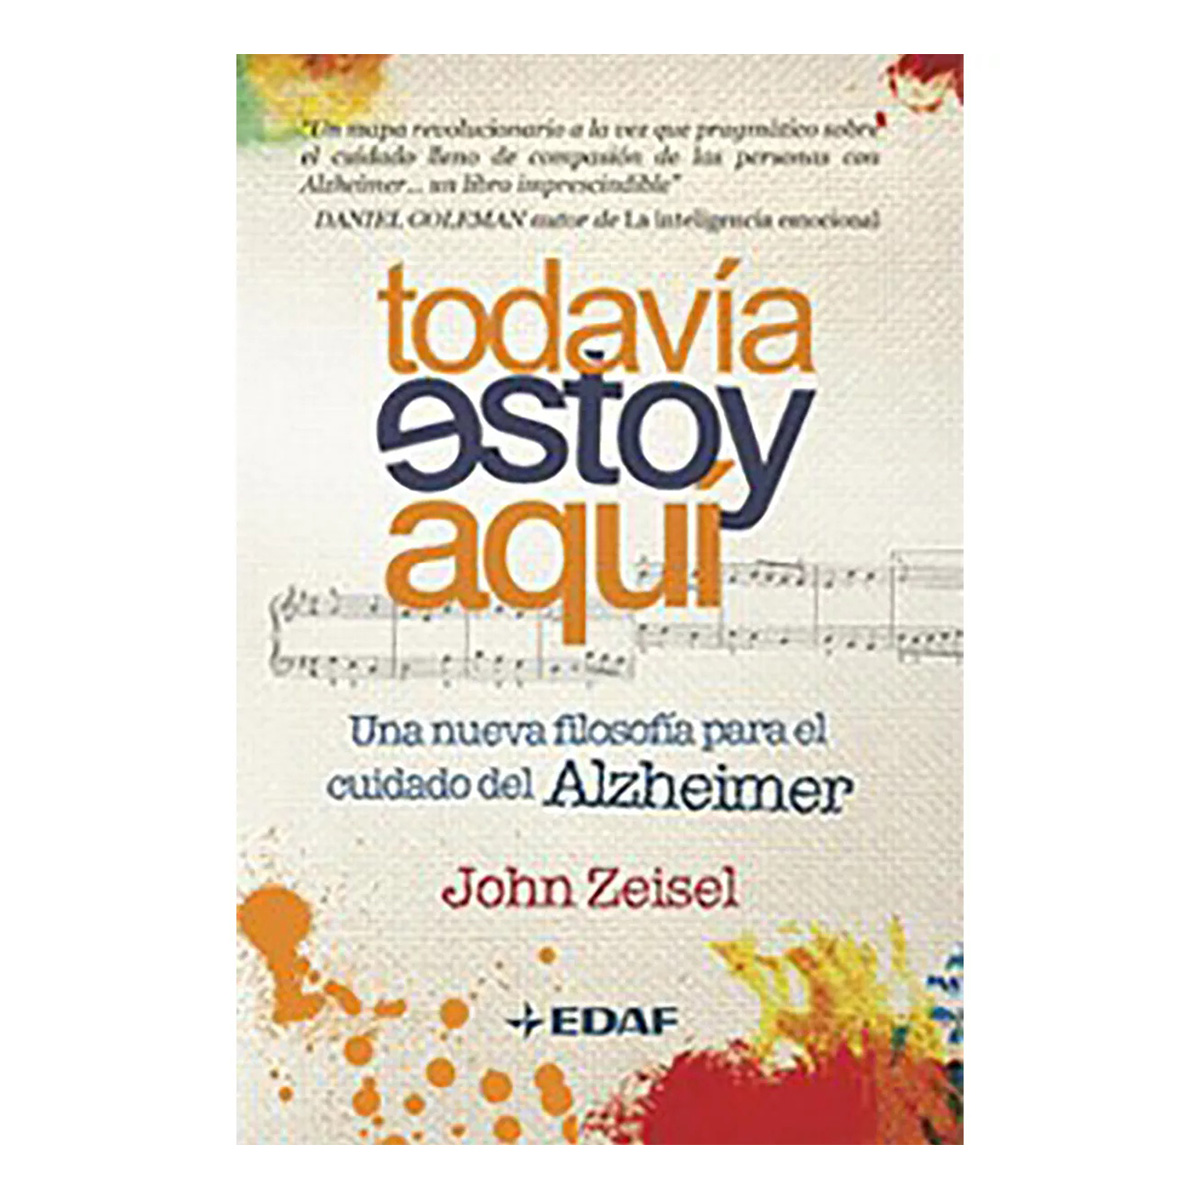 "Un mapa revolucionario a la vez que pragmático sobre
el cuidado lleno de compasión de las personas con
Alzheimer... un libro imprescindible"
DANIEL GOLEMAN autor de La inteligencia emocional
todavía
estoy
aquí
Una nueva filosofía para el
cuidado del Alzheimer
John Zeisel
EDAF